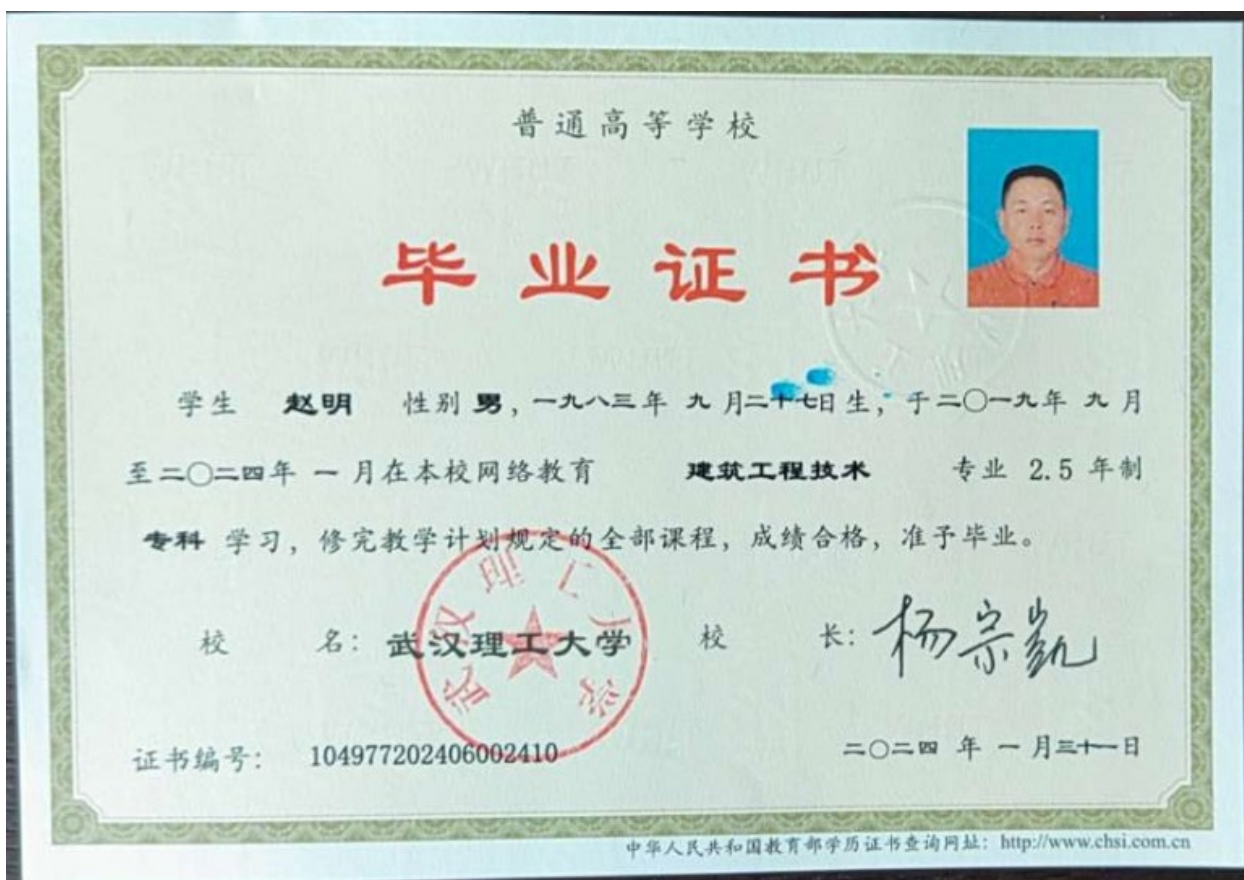 普通高等学校
毕业证书
学生 赵明 性别 男，一九八三年 九 月二十七日生，于二〇一九年 九 月
至二〇二四年 一 月在本校网络教育 建筑工程技术 专业 2.5 年制
专科 学习，修完教学计划规定的全部课程，成绩合格，准予毕业。
校 名：武汉理工大学 校 长：杨宗凯
武汉理工大学
证书编号： 104977202406002410 二〇二四 年 一 月三十一日
中华人民共和国教育部学历证书查询网址：http://www.chsi.com.cn